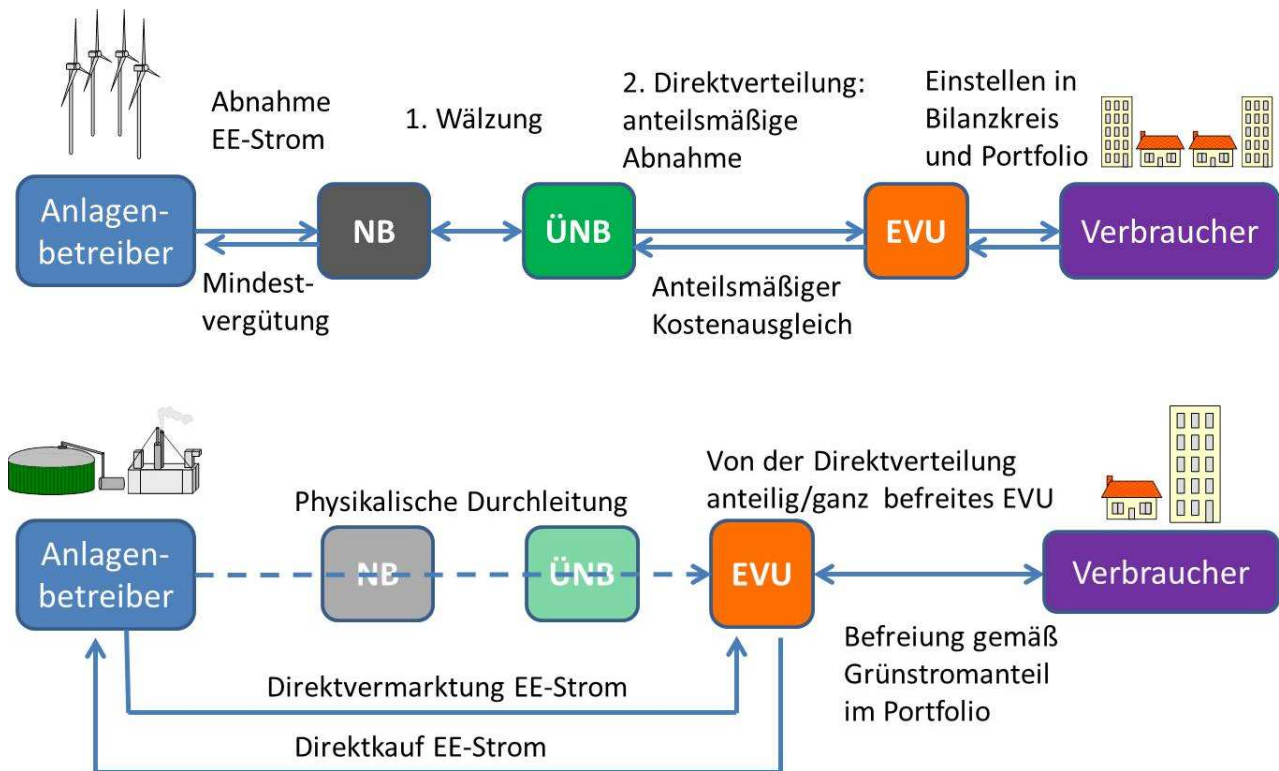 Abnahme
EE-Strom
1. Wälzung
2. Direktverteilung:
anteilsmäßige
Abnahme
Einstellen in
Bilanzkreis
und Portfolio
Anlagen-
betreiber
NB
ÜNB
EVU
Verbraucher
Mindest-
vergütung
Anteilsmäßiger
Kostenausgleich
Physikalische Durchleitung
Von der Direktverteilung
anteilig/ganz befreites EVU
Anlagen-
betreiber
NB
ÜNB
EVU
Verbraucher
Befreiung gemäß
Grünstromanteil
im Portfolio
Direktvermarktung EE-Strom
Direktkauf EE-Strom